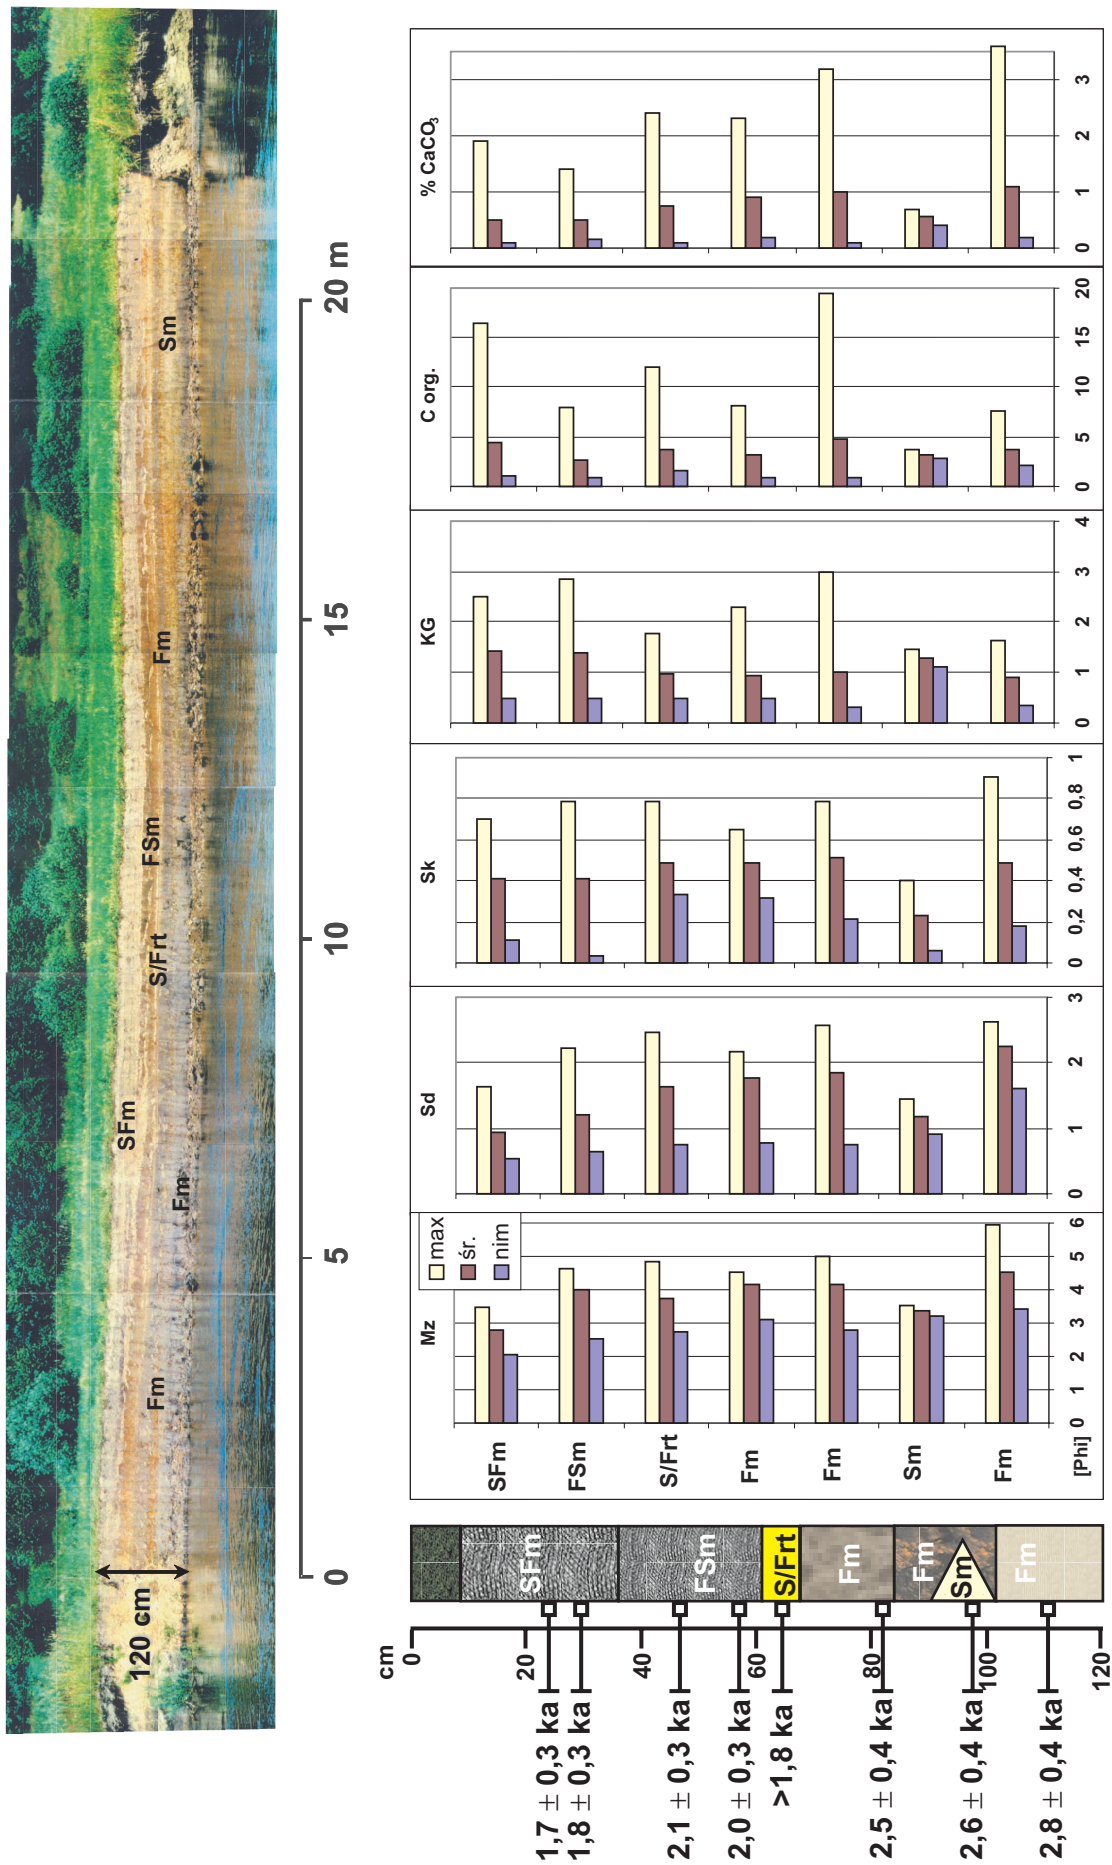 120 cm
Fm
Fm
SFm
S/Frt
FSm
Fm
Sm
0
5
10
15
20 m
cm
0
20
40
60
80
100
120
1,7 ± 0,3 ka
1,8 ± 0,3 ka
2,1 ± 0,3 ka
2,0 ± 0,3 ka
>1,8 ka
2,5 ± 0,4 ka
2,6 ± 0,4 ka
2,8 ± 0,4 ka
SFm
FSm
S/Frt
Fm
Fm
Sm
Fm
SFm
FSm
S/Frt
Fm
Fm
Sm
Fm
[Phi]
Mz
max
śr.
nim
0 1 2 3 4 5 6
Sd
0 1 2 3
Sk
0 0,2 0,4 0,6 0,8 1
KG
0 1 2 3 4
C org.
0 5 10 15 20
% CaCO₃
0 1 2 3